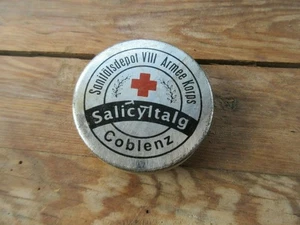 Sanitätsdepot VIII Armee Korps
Salicyltalg
Coblenz